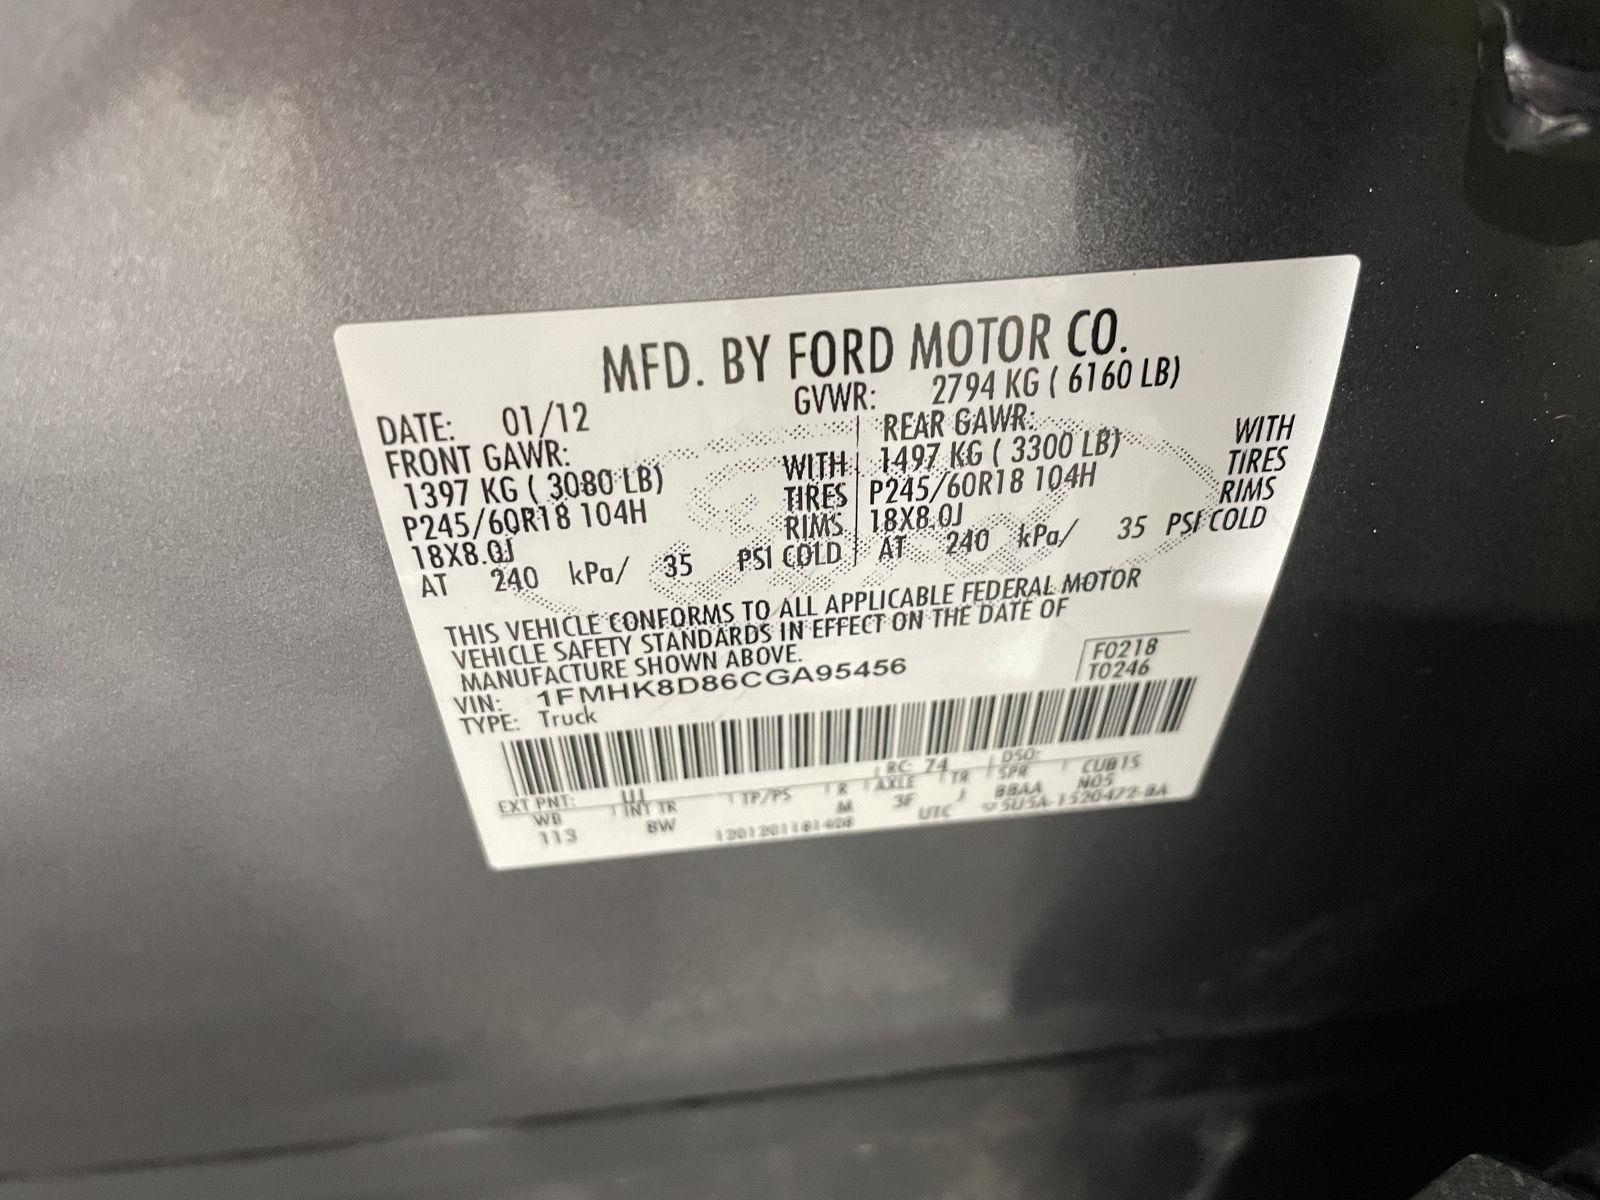 MFD. BY FORD MOTOR CO.
DATE: 01/12 GVWR: 2794 KG ( 6160 LB)
FRONT GAWR: REAR GAWR:
1397 KG ( 3080 LB) WITH 1497 KG ( 3300 LB) WITH
P245/60R18 104H TIRES P245/60R18 104H TIRES
18X8.0J RIMS 18X8.0J RIMS
AT 240 kPa/ 35 PSI COLD AT 240 kPa/ 35 PSI COLD
THIS VEHICLE CONFORMS TO ALL APPLICABLE FEDERAL MOTOR
VEHICLE SAFETY STANDARDS IN EFFECT ON THE DATE OF
MANUFACTURE SHOWN ABOVE.
VIN: 1FMHK8D86CGA95456 F0218
TYPE: Truck T0246
EXT PNT: UJ RC: 74 DSO:
WB INT TR TP/PS R AXLE TR SPR CUB15
113 BW M 3F J BBAA N05
UTC